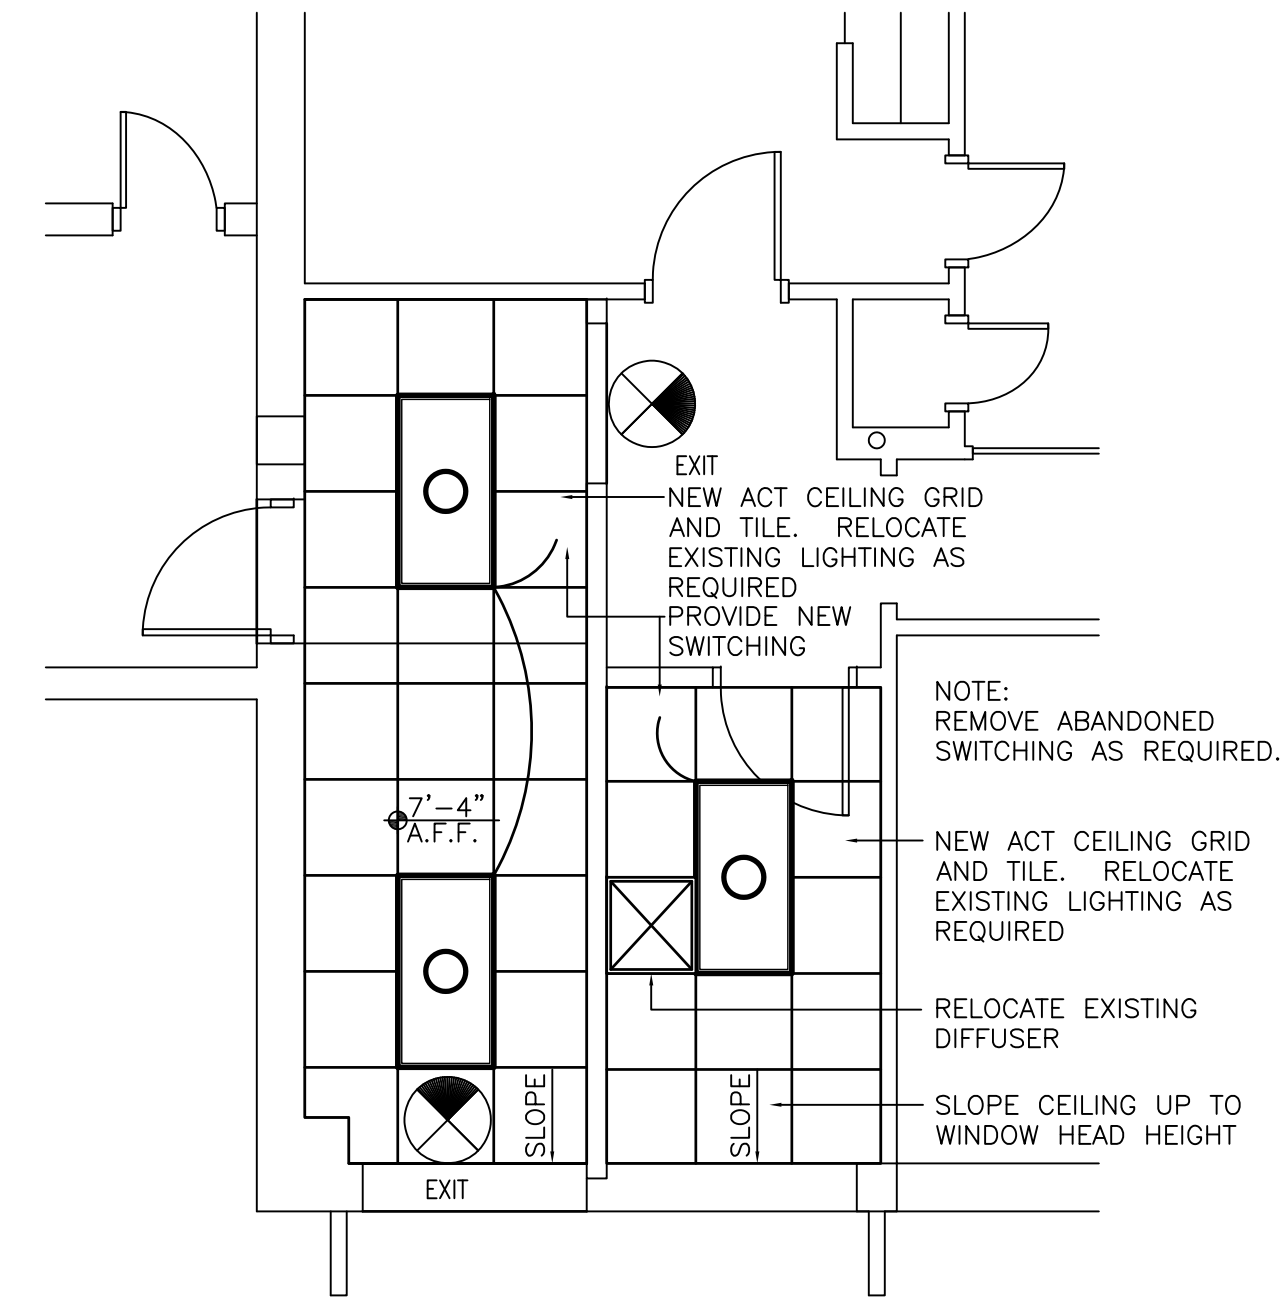 EXIT
NEW ACT CEILING GRID
AND TILE. RELOCATE
EXISTING LIGHTING AS
REQUIRED
PROVIDE NEW
SWITCHING
NOTE:
REMOVE ABANDONED
SWITCHING AS REQUIRED.
7'-4"
A.F.F.
NEW ACT CEILING GRID
AND TILE. RELOCATE
EXISTING LIGHTING AS
REQUIRED
RELOCATE EXISTING
DIFFUSER
SLOPE
SLOPE
SLOPE CEILING UP TO
WINDOW HEAD HEIGHT
EXIT